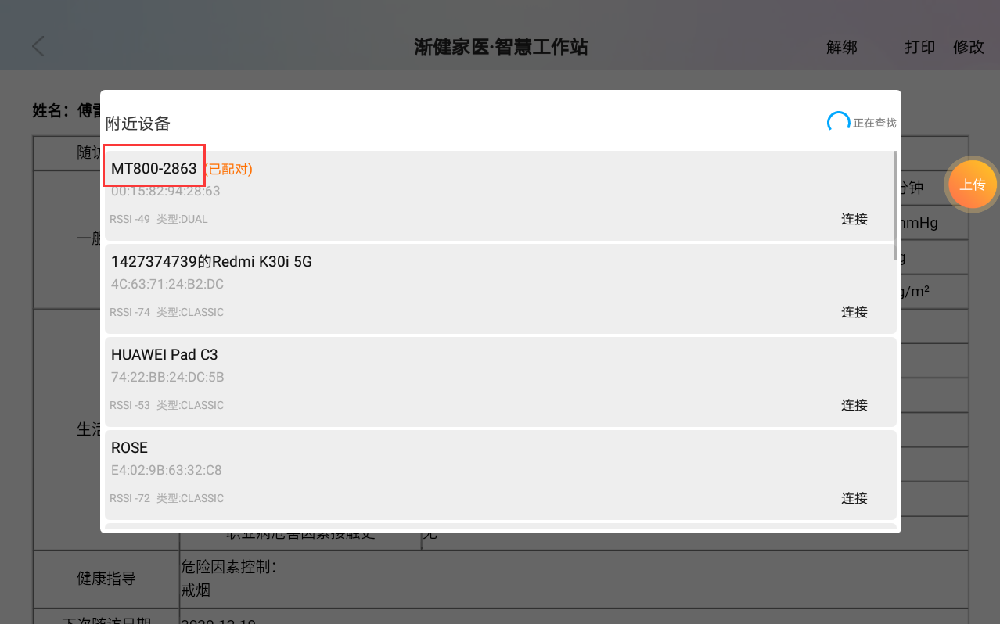 渐健家医·智慧工作站
解绑 打印 修改
姓名：傅
附近设备
正在查找
随访
MT800-2863 (已配对)
00:15:82:94:28:63
RSSI -49 类型:DUAL
连接
分钟
上传
mmHg
一般
1427374739的Redmi K30i 5G
4C:63:71:24:B2:DC
RSSI -74 类型:CLASSIC
连接
g/m²
HUAWEI Pad C3
74:22:BB:24:DC:5B
RSSI -53 类型:CLASSIC
连接
生活
ROSE
E4:02:9B:63:32:C8
RSSI -72 类型:CLASSIC
连接
职业病危害因素接触史 无
健康指导
危险因素控制：
戒烟
下次随访日期 2020-12-10